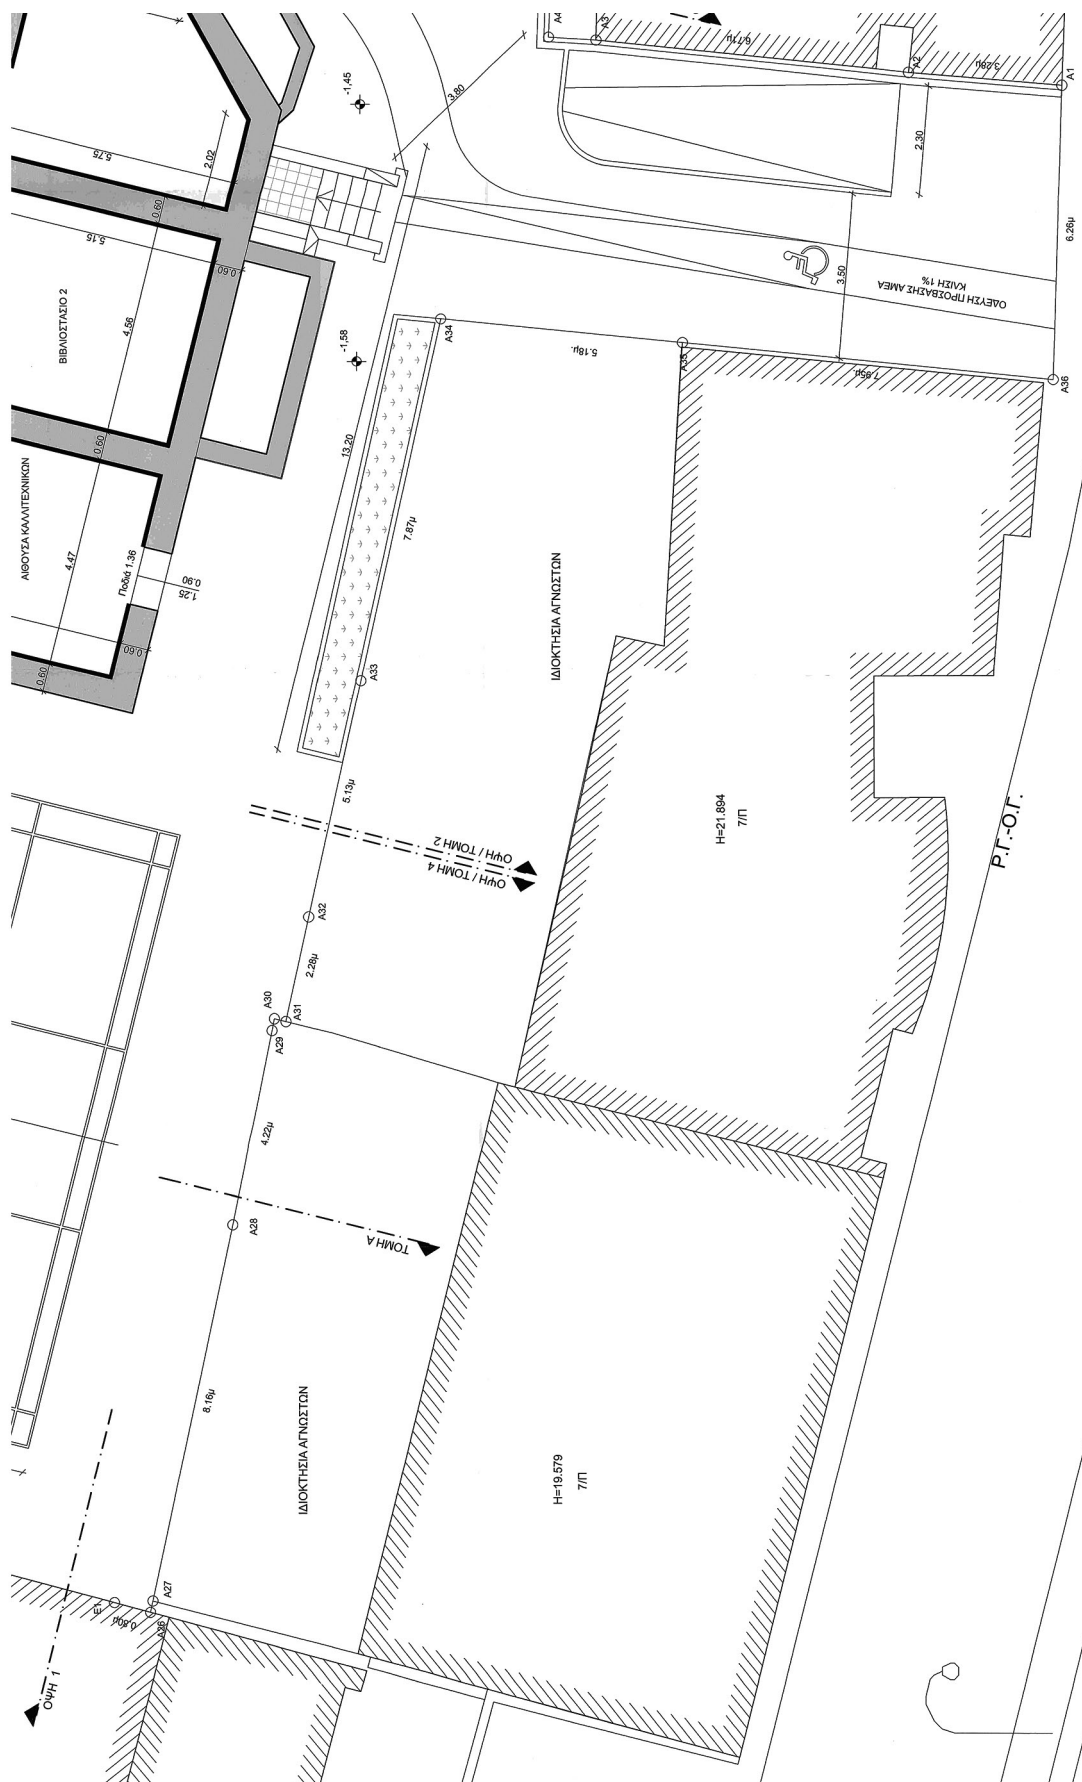 A4
A3
6.71μ
A2
3.28μ
A1
-1,45
3.80
5.75
2.02
2.30
0.60
5.15
0.60
6.26μ
3.50
ΟΔΕΥΣΗ ΠΡΟΣΒΑΣΗΣ ΑΜΕΑ
ΚΛΙΣΗ 1%
ΒΙΒΛΙΟΣΤΑΣΙΟ 2
4.56
-1,58
A34
5.18μ.
A35
7.95μ
A36
0.60
13.20
ΑΙΘΟΥΣΑ ΚΑΛΛΙΤΕΧΝΙΚΩΝ
4.47
Ποδιά 1.36
0.90
1.25
7.87μ
ΙΔΙΟΚΤΗΣΙΑ ΑΓΝΩΣΤΩΝ
0.60
0.60
A33
5.13μ
ΟΨΗ / ΤΟΜΗ 2
ΟΨΗ / ΤΟΜΗ 4
H=21.894
7/Π
Ρ.Γ.-Ο.Γ.
A32
2.28μ
A30
A31
A29
4.22μ
A28
ΤΟΜΗ Α
8.16μ
ΙΔΙΟΚΤΗΣΙΑ ΑΓΝΩΣΤΩΝ
H=19.579
7/Π
A27
E1
0.80μ
A26
ΟΨΗ 1